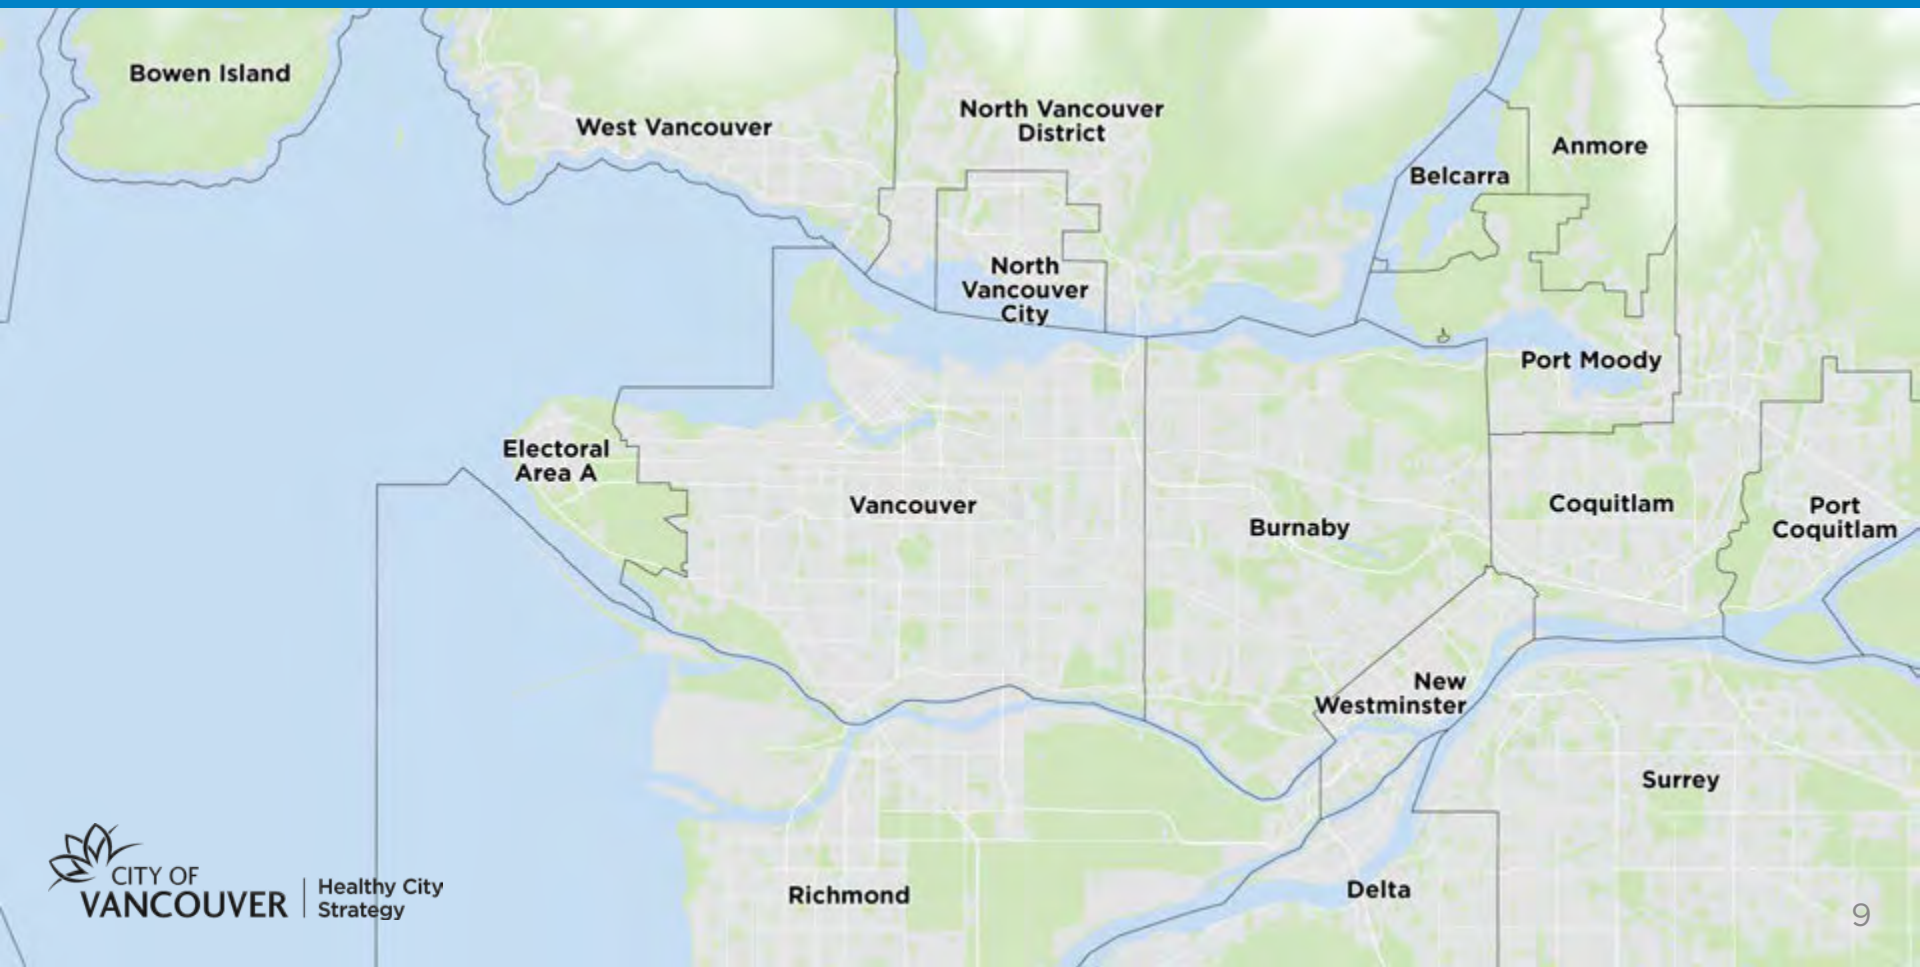 Bowen Island
West Vancouver
North Vancouver
District
Anmore
Belcarra
North
Vancouver
City
Port Moody
Electoral
Area A
Vancouver
Burnaby
Coquitlam
Port
Coquitlam
New
Westminster
Surrey
Richmond
Delta
CITY OF
VANCOUVER
Healthy City
Strategy
9